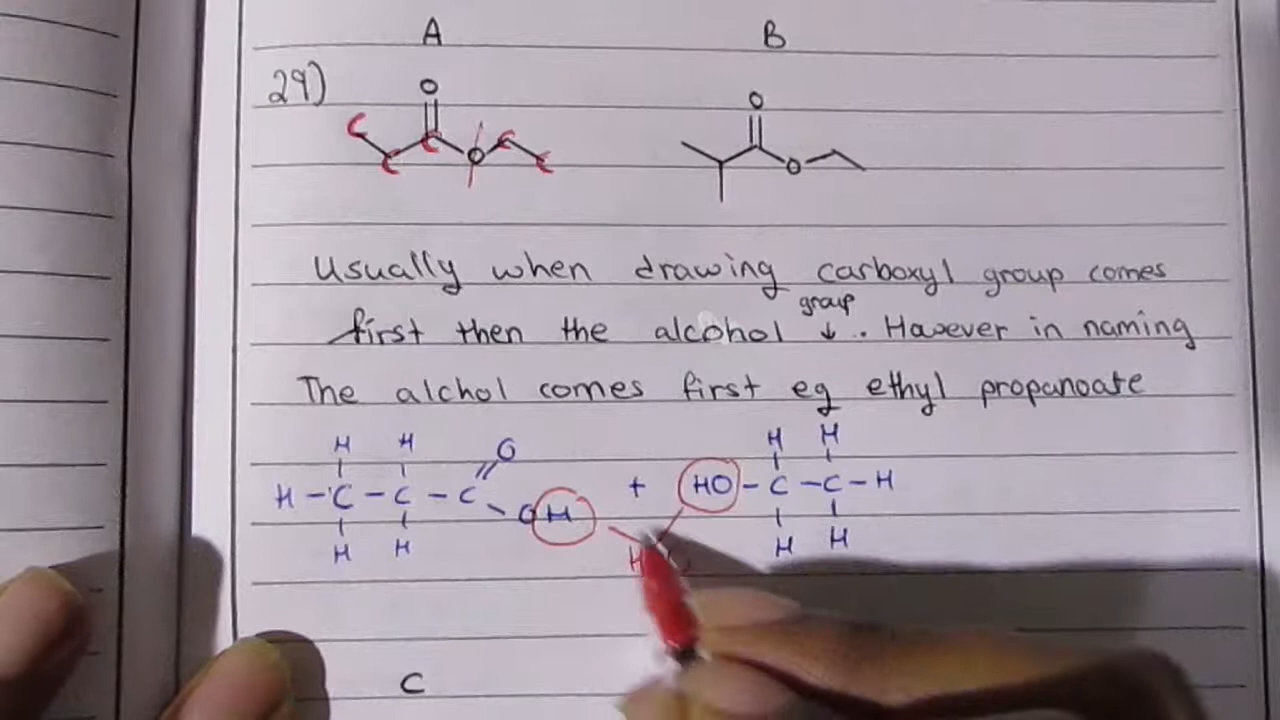 A B
29)
O O
C C C O C C O
Usually when drawing carboxyl group comes
group
first then the alcohol ↓ . . However in naming
The alchol comes first eg ethyl propanoate
H H O H H
H - C - C - C + HO - C - C - H
OH
H H H H
H
C